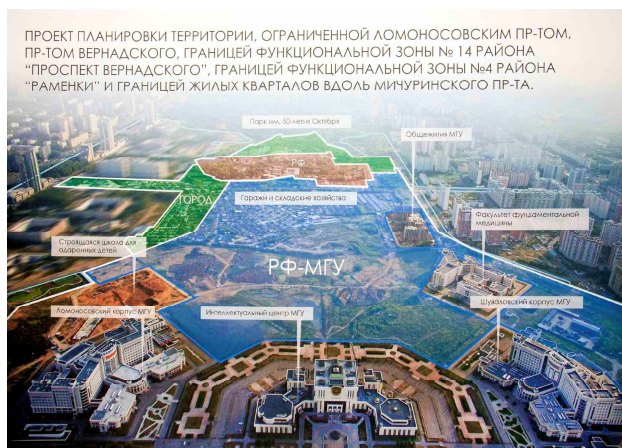 ПРОЕКТ ПЛАНИРОВКИ ТЕРРИТОРИИ, ОГРАНИЧЕННОЙ ЛОМОНОСОВСКИМ ПР-ТОМ,
ПР-ТОМ ВЕРНАДСКОГО, ГРАНИЦЕЙ ФУНКЦИОНАЛЬНОЙ ЗОНЫ № 14 РАЙОНА
“ПРОСПЕКТ ВЕРНАДСКОГО”, ГРАНИЦЕЙ ФУНКЦИОНАЛЬНОЙ ЗОНЫ №4 РАЙОНА
“РАМЕНКИ” И ГРАНИЦЕЙ ЖИЛЫХ КВАРТАЛОВ ВДОЛЬ МИЧУРИНСКОГО ПР-ТА.
Парк им. 50-летия Октября
Общежития МГУ
РФ
ГОРОД
Гаражи и складские хозяйства
Факультет фундаментальной
медицины
Строящаяся школа для
одаренных детей
РФ-МГУ
Ломоносовский корпус МГУ
Интеллектуальный центр МГУ
Шуваловский корпус МГУ